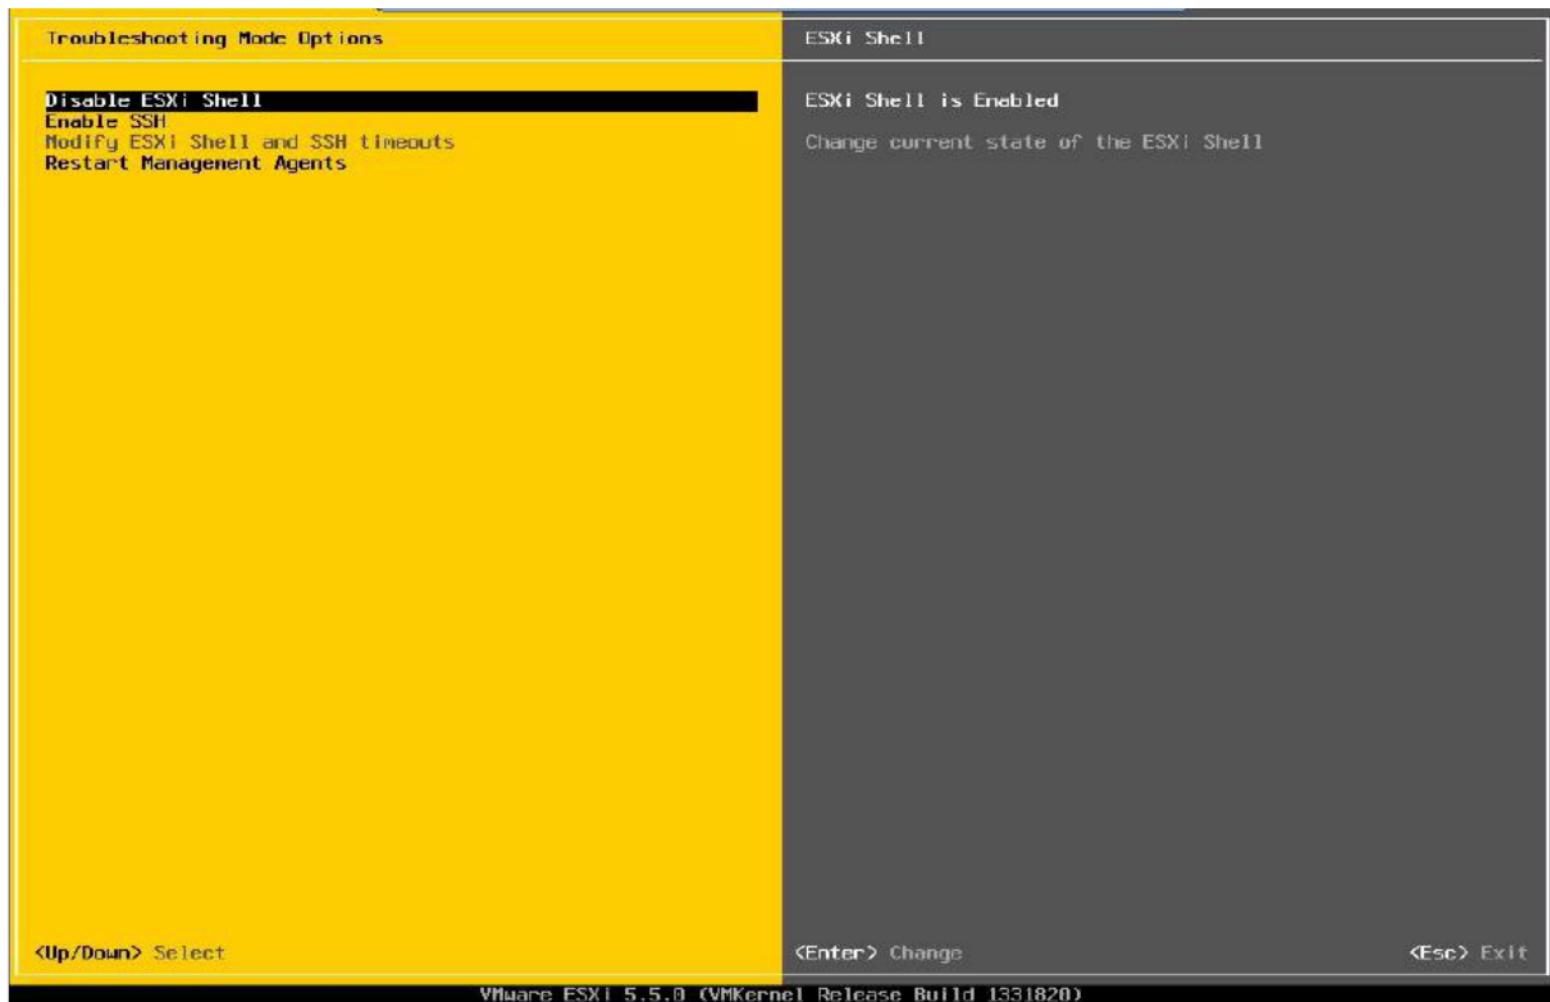 Troubleshooting Mode Options
ESXi Shell
Disable ESXi Shell
Enable SSH
Modify ESXi Shell and SSH timeouts
Restart Management Agents
ESXi Shell is Enabled
Change current state of the ESXi Shell
<Up/Down> Select
<Enter> Change
<Esc> Exit
VMware ESXi 5.5.0 (VMKernel Release Build 1331820)